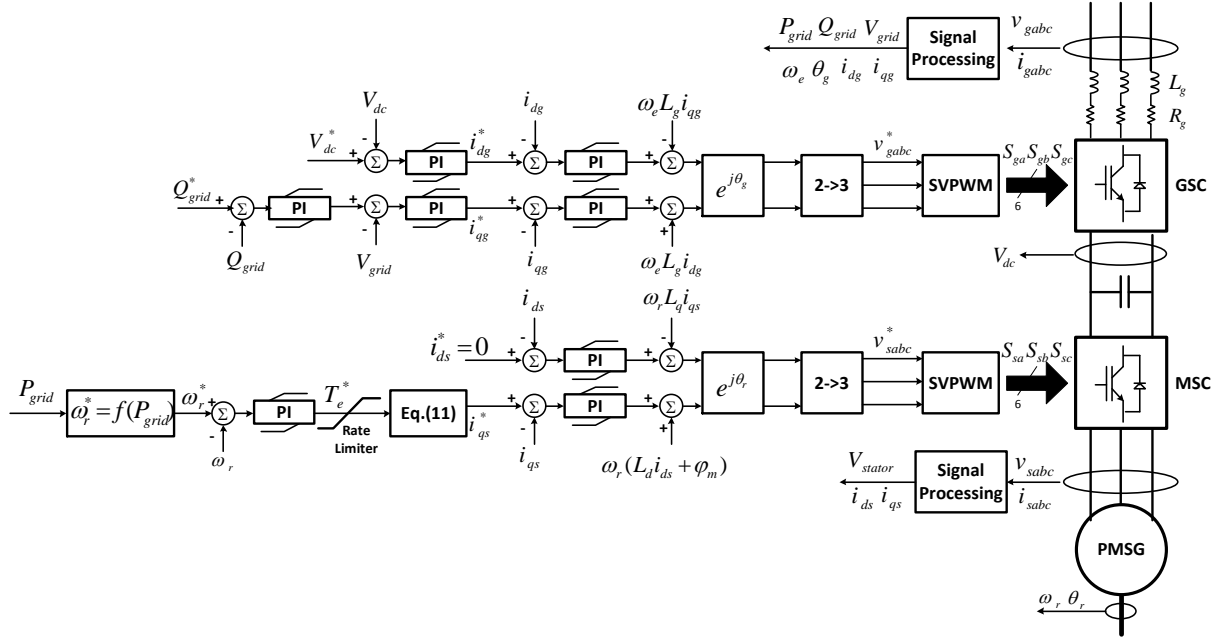 P_grid Q_grid V_grid
ω_e θ_g i_dg i_qg
Signal Processing
v_gabc
i_gabc
L_g
R_g
V_dc
i_dg
ω_e L_g i_qg
V_dc^* + - Σ PI i_dg^* + - Σ PI + - Σ
Q_grid^* + - Σ PI + - Σ PI i_qg^* + - Σ PI + + Σ
e^{jθ_g}
2->3
v_gabc^*
SVPWM
S_ga S_gb S_gc
6
GSC
Q_grid
V_grid
i_qg
ω_e L_g i_dg
V_dc
i_ds
ω_r L_q i_qs
i_ds^* = 0 + - Σ PI + - Σ
e^{jθ_r}
2->3
v_sabc^*
SVPWM
S_sa S_sb S_sc
6
MSC
P_grid
ω_r^* = f(P_grid)
ω_r^* + - Σ PI T_e^*
Rate Limiter
Eq.(11)
i_qs^* + - Σ PI + + Σ
ω_r
i_qs
ω_r(L_d i_ds + φ_m)
V_stator
i_ds i_qs
Signal Processing
v_sabc
i_sabc
PMSG
ω_r θ_r